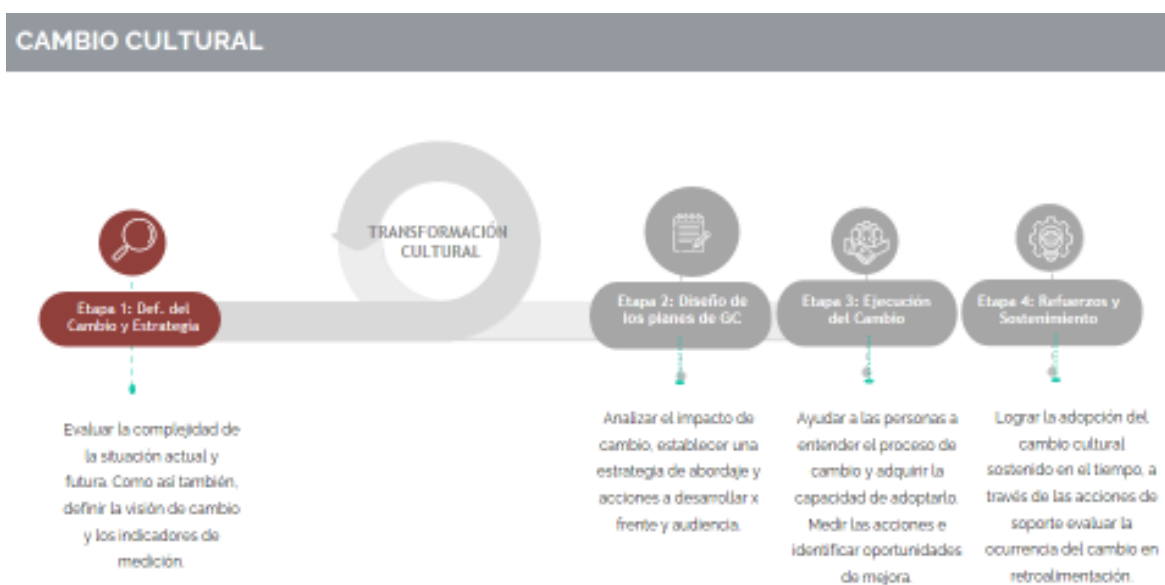 CAMBIO CULTURAL
TRANSFORMACIÓN
CULTURAL
Etapa 1: Def. del
Cambio y Estrategia
Evaluar la complejidad de
la situación actual y
futura. Como así también,
definir la visión de cambio
y los indicadores de
medición.
Etapa 2: Diseño de
los planes de GC
Analizar el impacto de
cambio, establecer una
estrategia de abordaje y
acciones a desarrollar x
frente y audiencia.
Etapa 3: Ejecución
del Cambio
Ayudar a las personas a
entender el proceso de
cambio y adquirir la
capacidad de adoptarlo.
Medir las acciones e
identificar oportunidades
de mejora.
Etapa 4: Refuerzos y
Sostenimiento
Lograr la adopción del
cambio cultural
sostenido en el tiempo, a
través de las acciones de
soporte evaluar la
ocurrencia del cambio en
retroalimentación.